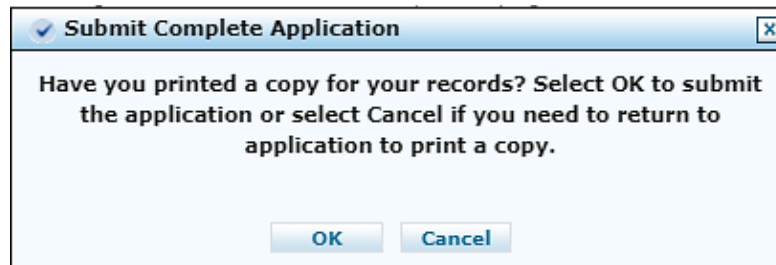 Submit Complete Application
Have you printed a copy for your records? Select OK to submit
the application or select Cancel if you need to return to
application to print a copy.
OK Cancel